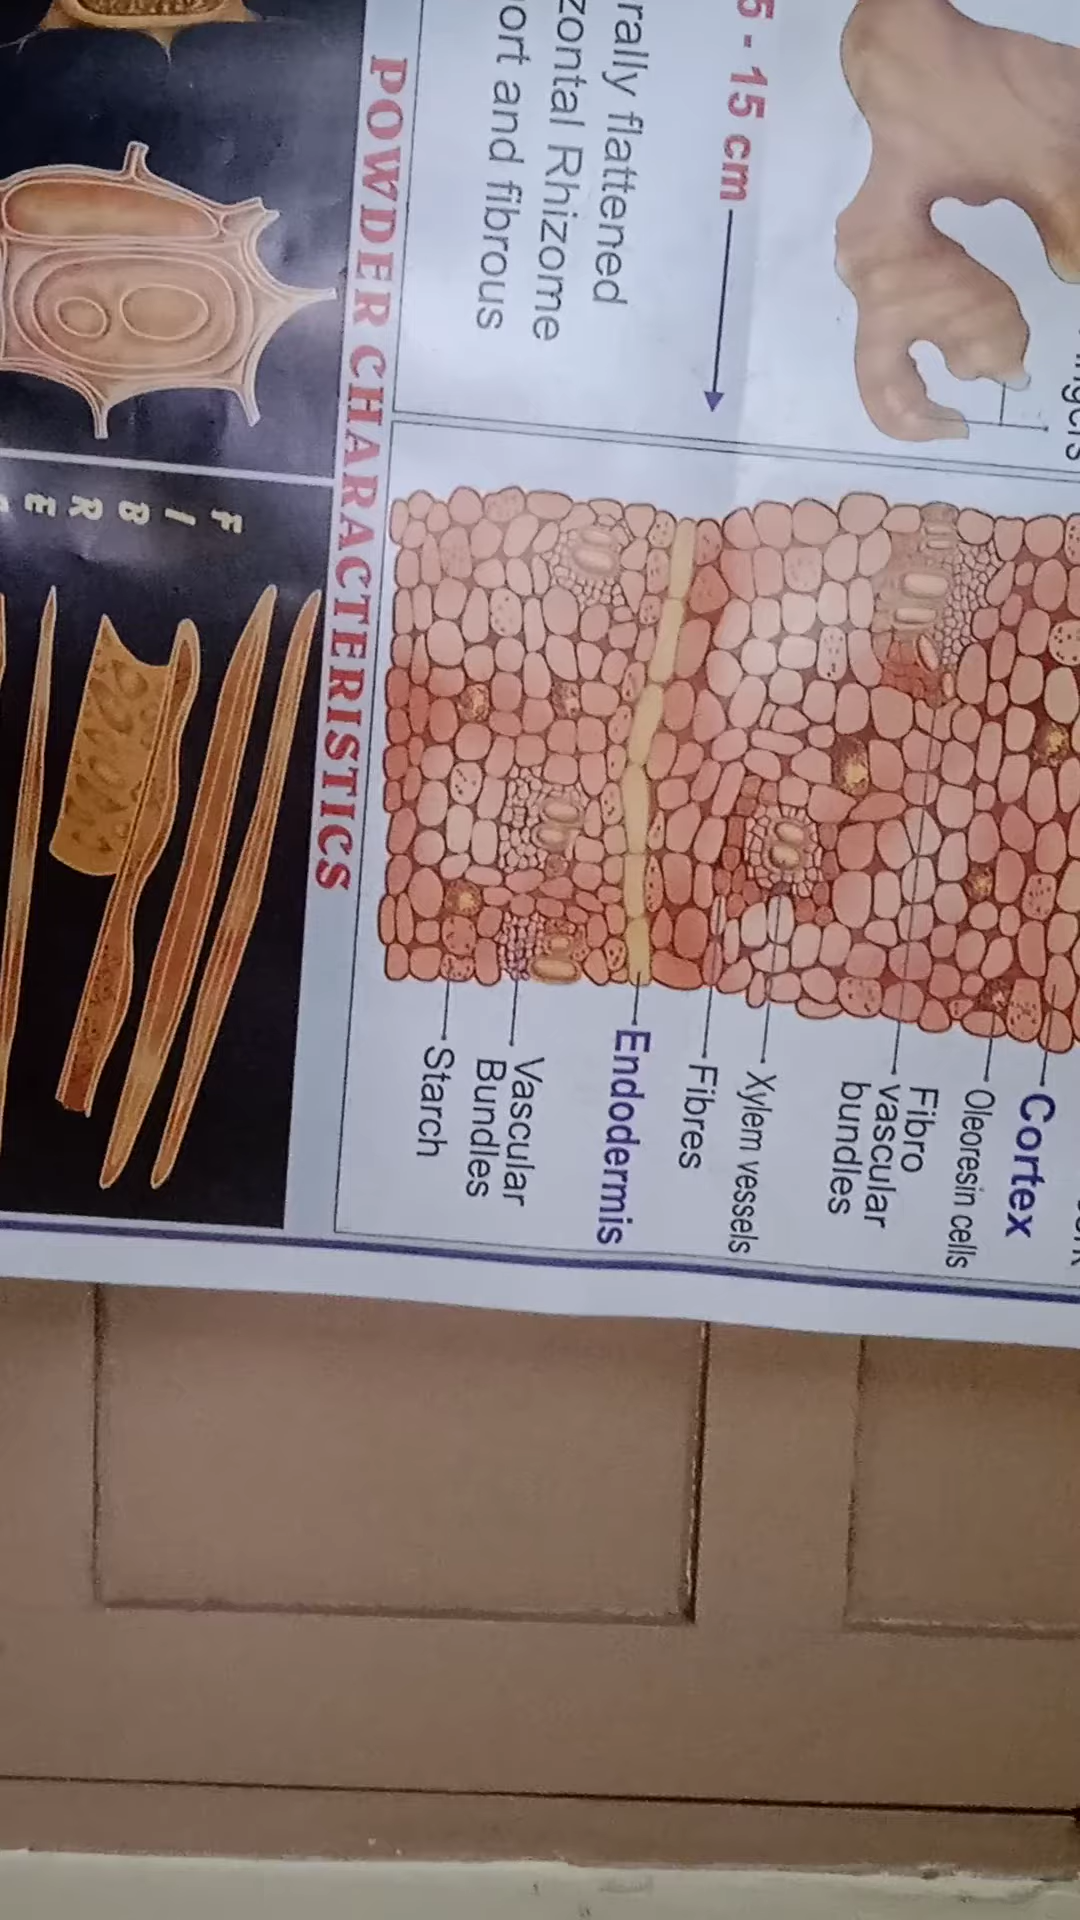 5 - 15 cm
rally flattened
zontal Rhizome
ort and fibrous
Cortex
Oleoresin cells
Fibro
vascular
bundles
Xylem vessels
Fibres
Endodermis
Vascular
Bundles
Starch
POWDER CHARACTERISTICS
FIBRE